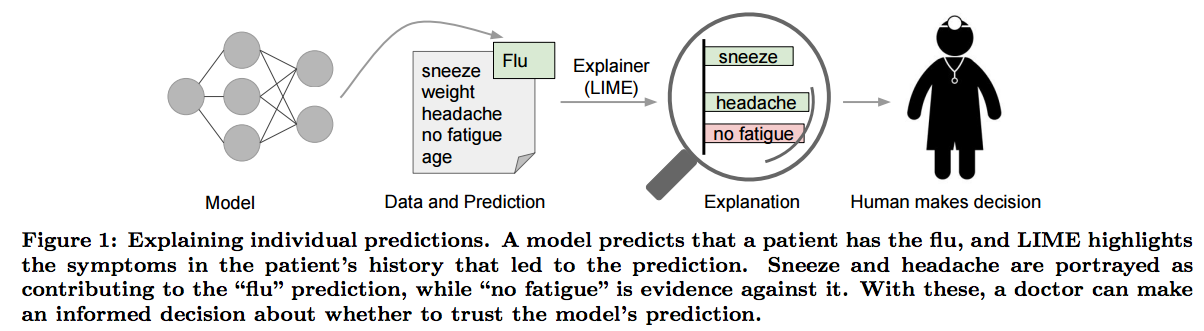 Flu
sneeze
weight
headache
no fatigue
age
Explainer
(LIME)
sneeze
headache
no fatigue
Model
Data and Prediction
Explanation
Human makes decision
Figure 1: Explaining individual predictions. A model predicts that a patient has the flu, and LIME highlights
the symptoms in the patient's history that led to the prediction. Sneeze and headache are portrayed as
contributing to the “flu” prediction, while “no fatigue” is evidence against it. With these, a doctor can make
an informed decision about whether to trust the model's prediction.